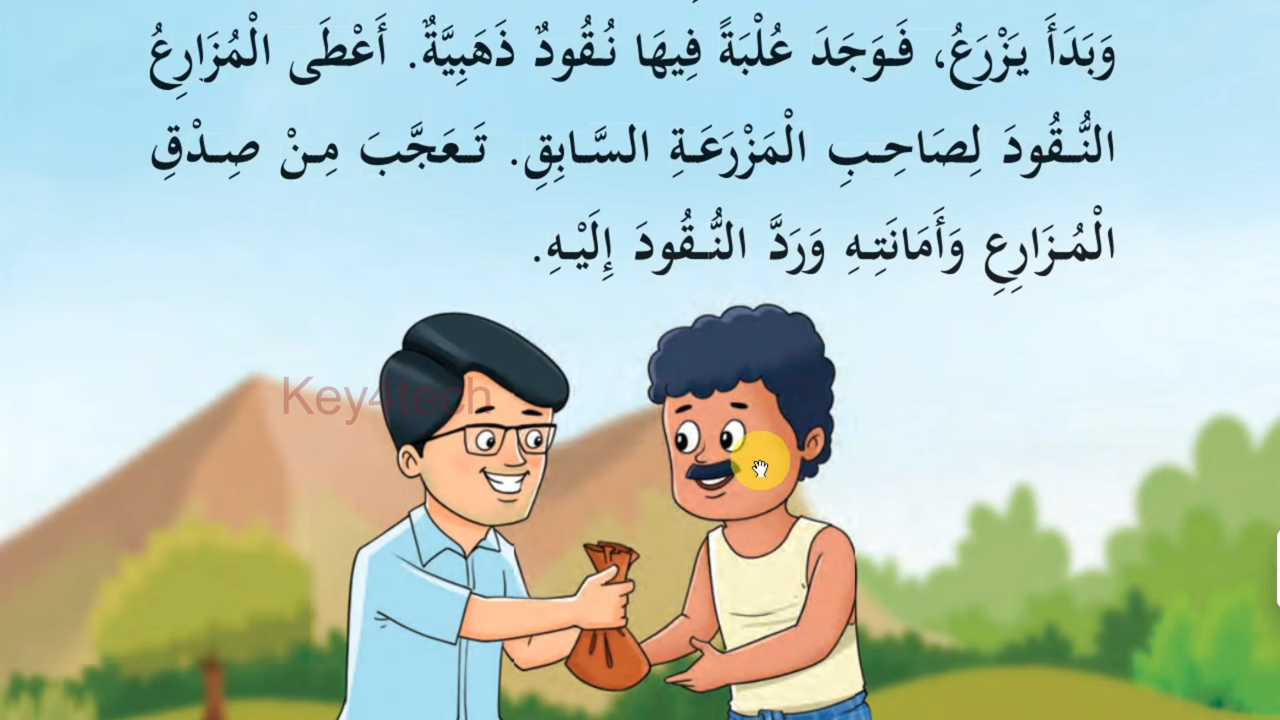 وَبَدَأَ يَزْرَعُ، فَوَجَدَ عُلْبَةً فِيهَا نُقُودٌ ذَهَبِيَّةٌ. أَعْطَى الْمُزَارِعُ
النُّقُودَ لِصَاحِبِ الْمَزْرَعَةِ السَّابِقِ. تَعَجَّبَ مِنْ صِدْقِ
الْمُزَارِعِ وَأَمَانَتِهِ وَرَدَّ النُّقُودَ إِلَيْهِ.
Key4tech